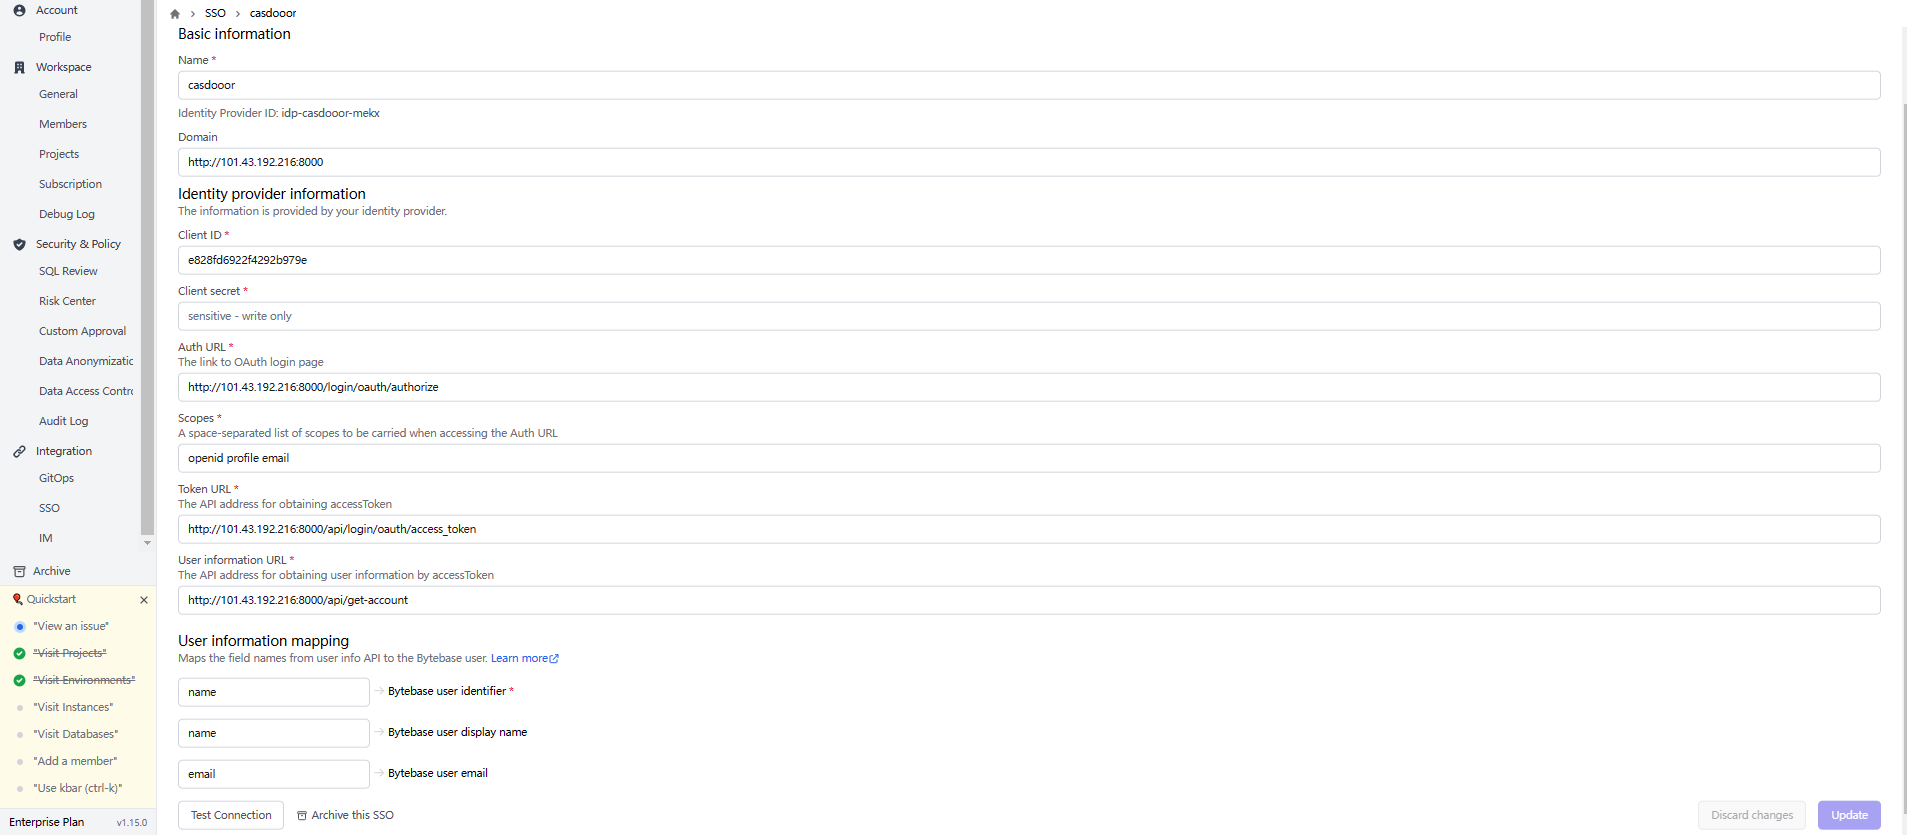 Account
Profile
Workspace
General
Members
Projects
Subscription
Debug Log
Security & Policy
SQL Review
Risk Center
Custom Approval
Data Anonymizatic
Data Access Contro
Audit Log
Integration
GitOps
SSO
IM
Archive
Quickstart
"View an issue"
"Visit Projects"
"Visit Environments"
"Visit Instances"
"Visit Databases"
"Add a member"
"Use kbar (ctrl-k)"
Enterprise Plan v1.15.0
SSO > casdooor
Basic information
Name *
casdooor
Identity Provider ID: idp-casdooor-mekx
Domain
http://101.43.192.216:8000
Identity provider information
The information is provided by your identity provider.
Client ID *
e828fd6922f4292b979e
Client secret *
sensitive - write only
Auth URL *
The link to OAuth login page
http://101.43.192.216:8000/login/oauth/authorize
Scopes *
A space-separated list of scopes to be carried when accessing the Auth URL
openid profile email
Token URL *
The API address for obtaining accessToken
http://101.43.192.216:8000/api/login/oauth/access_token
User information URL *
The API address for obtaining user information by accessToken
http://101.43.192.216:8000/api/get-account
User information mapping
Maps the field names from user info API to the Bytebase user. Learn more
name → Bytebase user identifier *
name → Bytebase user display name
email → Bytebase user email
Test Connection Archive this SSO Discard changes Update